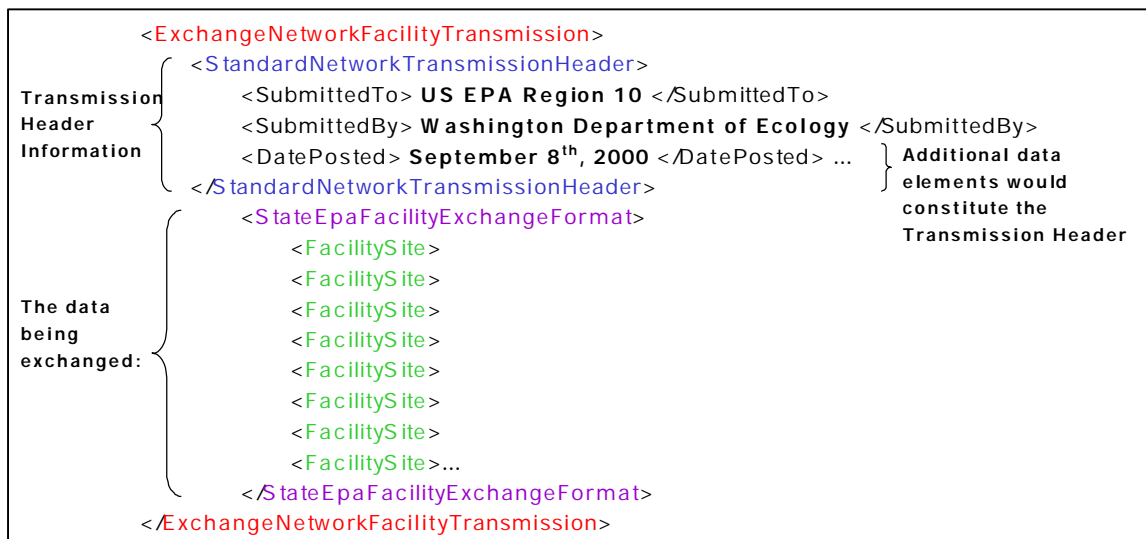 <ExchangeNetworkFacilityTransmission>
Transmission
Header
Information
<StandardNetworkTransmissionHeader>
<SubmittedTo> US EPA Region 10 </SubmittedTo>
<SubmittedBy> Washington Department of Ecology </SubmittedBy>
<DatePosted> September 8th, 2000 </DatePosted> ...
</StandardNetworkTransmissionHeader>
Additional data
elements would
constitute the
Transmission Header
The data
being
exchanged:
<StateEpaFacilityExchangeFormat>
<FacilitySite>
<FacilitySite>
<FacilitySite>
<FacilitySite>
<FacilitySite>
<FacilitySite>
<FacilitySite>
<FacilitySite>...
</StateEpaFacilityExchangeFormat>
</ExchangeNetworkFacilityTransmission>